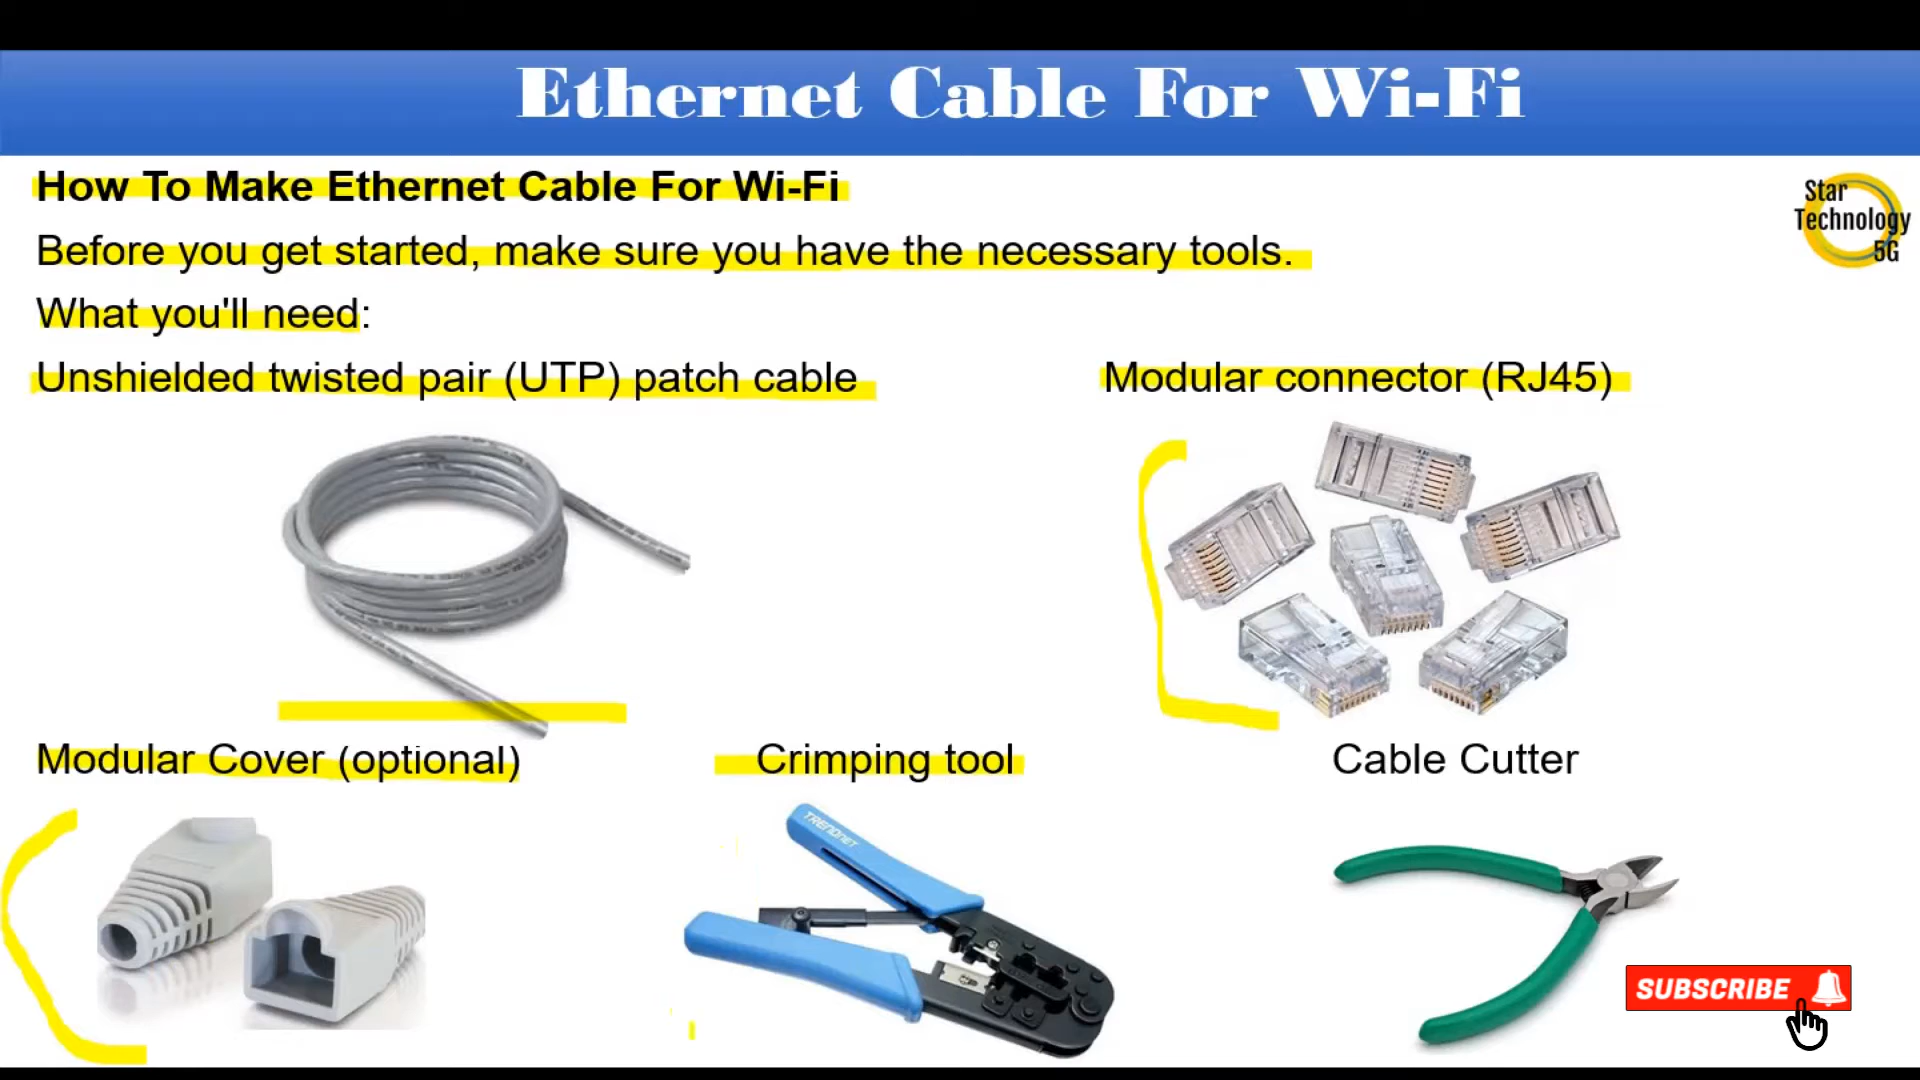 Ethernet Cable For Wi-Fi
How To Make Ethernet Cable For Wi-Fi
Star
Technology
5G
Before you get started, make sure you have the necessary tools.
What you'll need:
Unshielded twisted pair (UTP) patch cable
Modular connector (RJ45)
Modular Cover (optional)
Crimping tool
Cable Cutter
TRENDNET
SUBSCRIBE